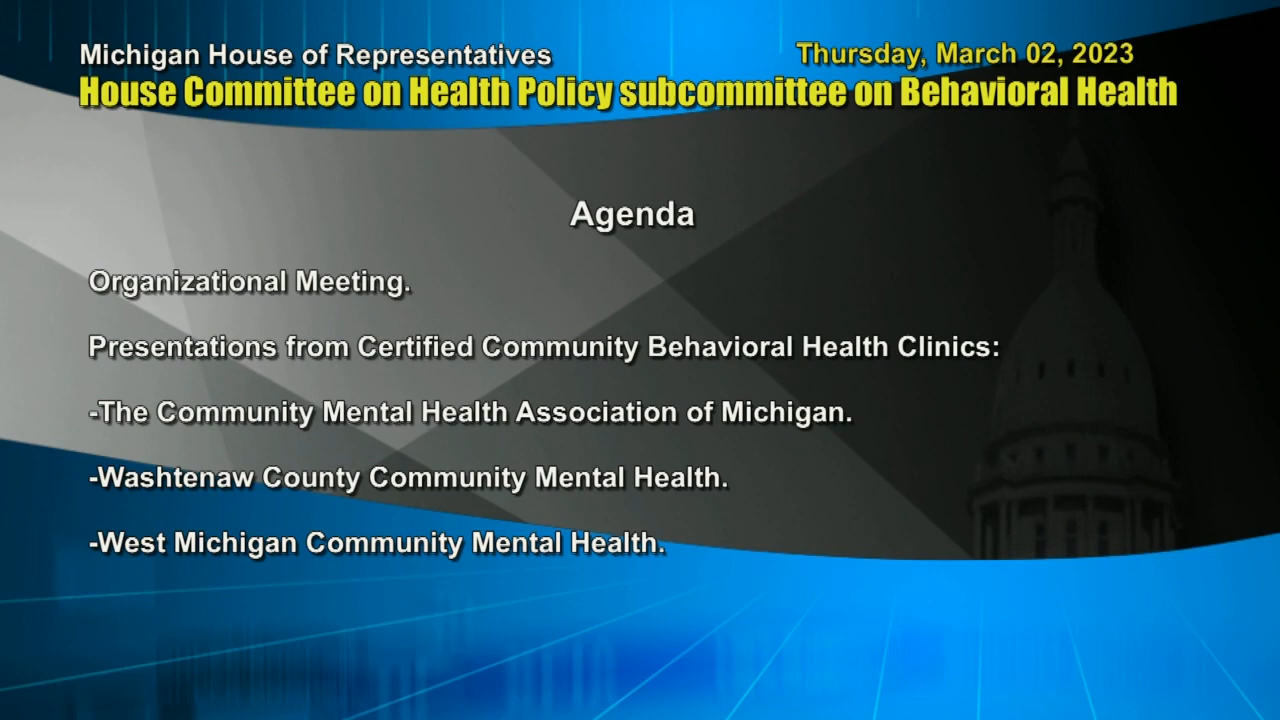 Michigan House of Representatives
Thursday, March 02, 2023
House Committee on Health Policy subcommittee on Behavioral Health
Agenda
Organizational Meeting.
Presentations from Certified Community Behavioral Health Clinics:
-The Community Mental Health Association of Michigan.
-Washtenaw County Community Mental Health.
-West Michigan Community Mental Health.